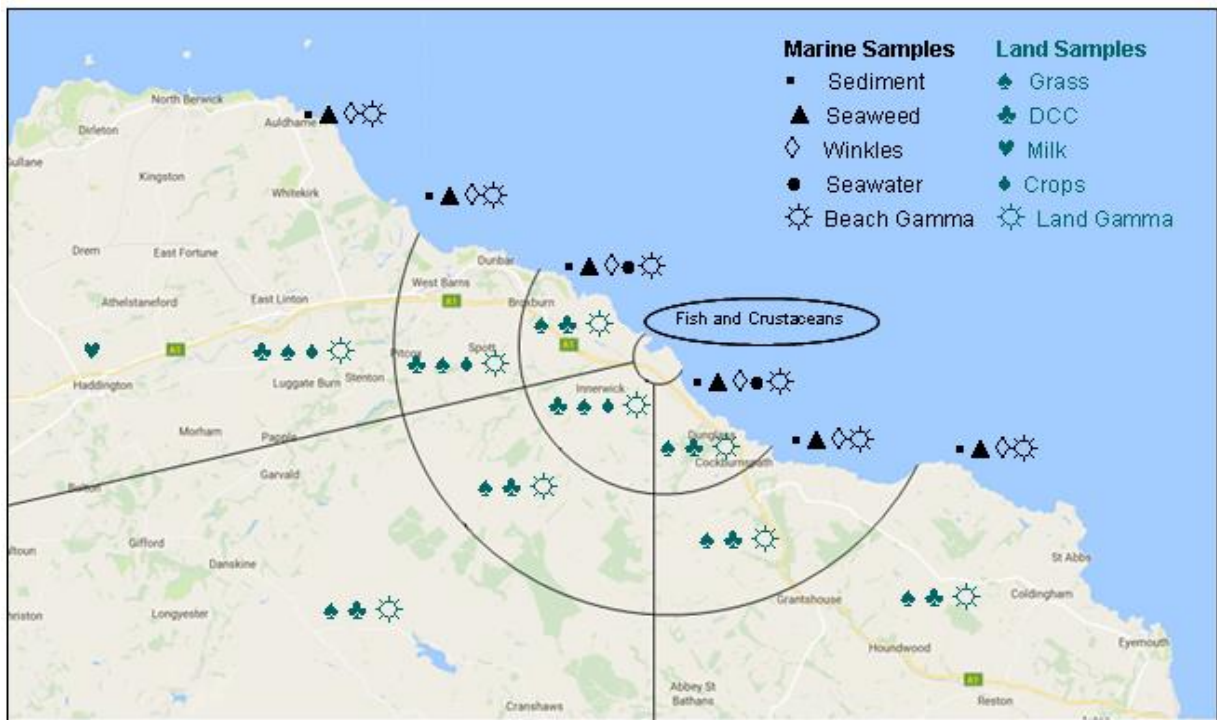 Marine Samples Land Samples
Sediment Grass
Seaweed DCC
Winkles Milk
Seawater Crops
Beach Gamma Land Gamma
North Berwick
Auldhame
Dirleton
Gullane
Kingston
Whitekirk
Drem
East Fortune
Dunbar
West Barns
Athelstaneford
East Linton
A1
Broxburn
Fish and Crustaceans
A1
A1
Pitcox
Spott
Haddington
Luggate Burn
Stenton
Innerwick
Morham
Papple
Dunglass
Cockburnspath
Garvald
Bolton
Gifford
Danskine
St Abbs
Longyester
Grantshouse
Coldingham
Houndwood
Eyemouth
A1
Abbey St
Bathans
Reston
Cranshaws